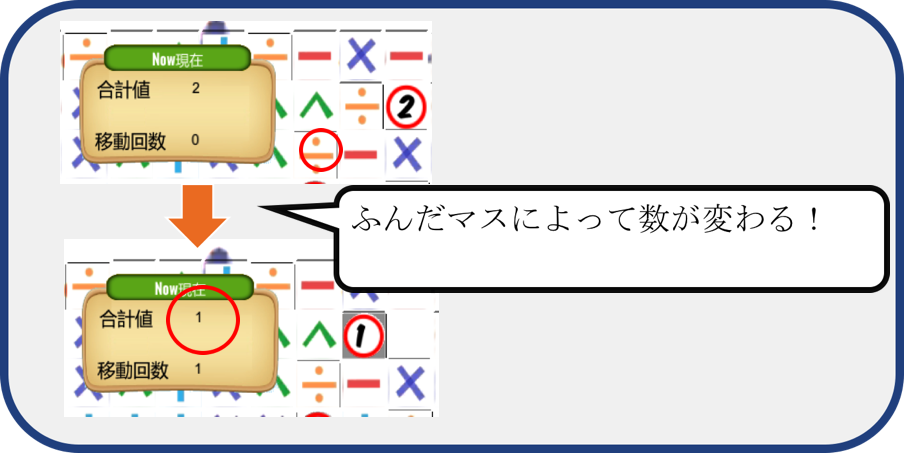 Now現在
合計値 2
移動回数 0
÷ ÷ − × −
∧ ÷ 2
÷ − ×
ふんだマスによって数が変わる！
Now現在
合計値 1
移動回数 1
÷ ÷ −
∧ 1
÷ − ×